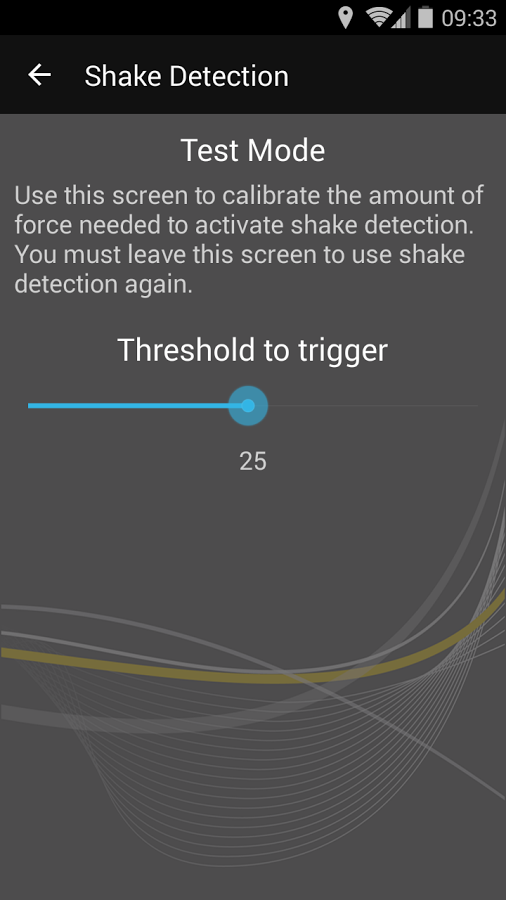 09:33
Shake Detection
Test Mode
Use this screen to calibrate the amount of
force needed to activate shake detection.
You must leave this screen to use shake
detection again.
Threshold to trigger
25